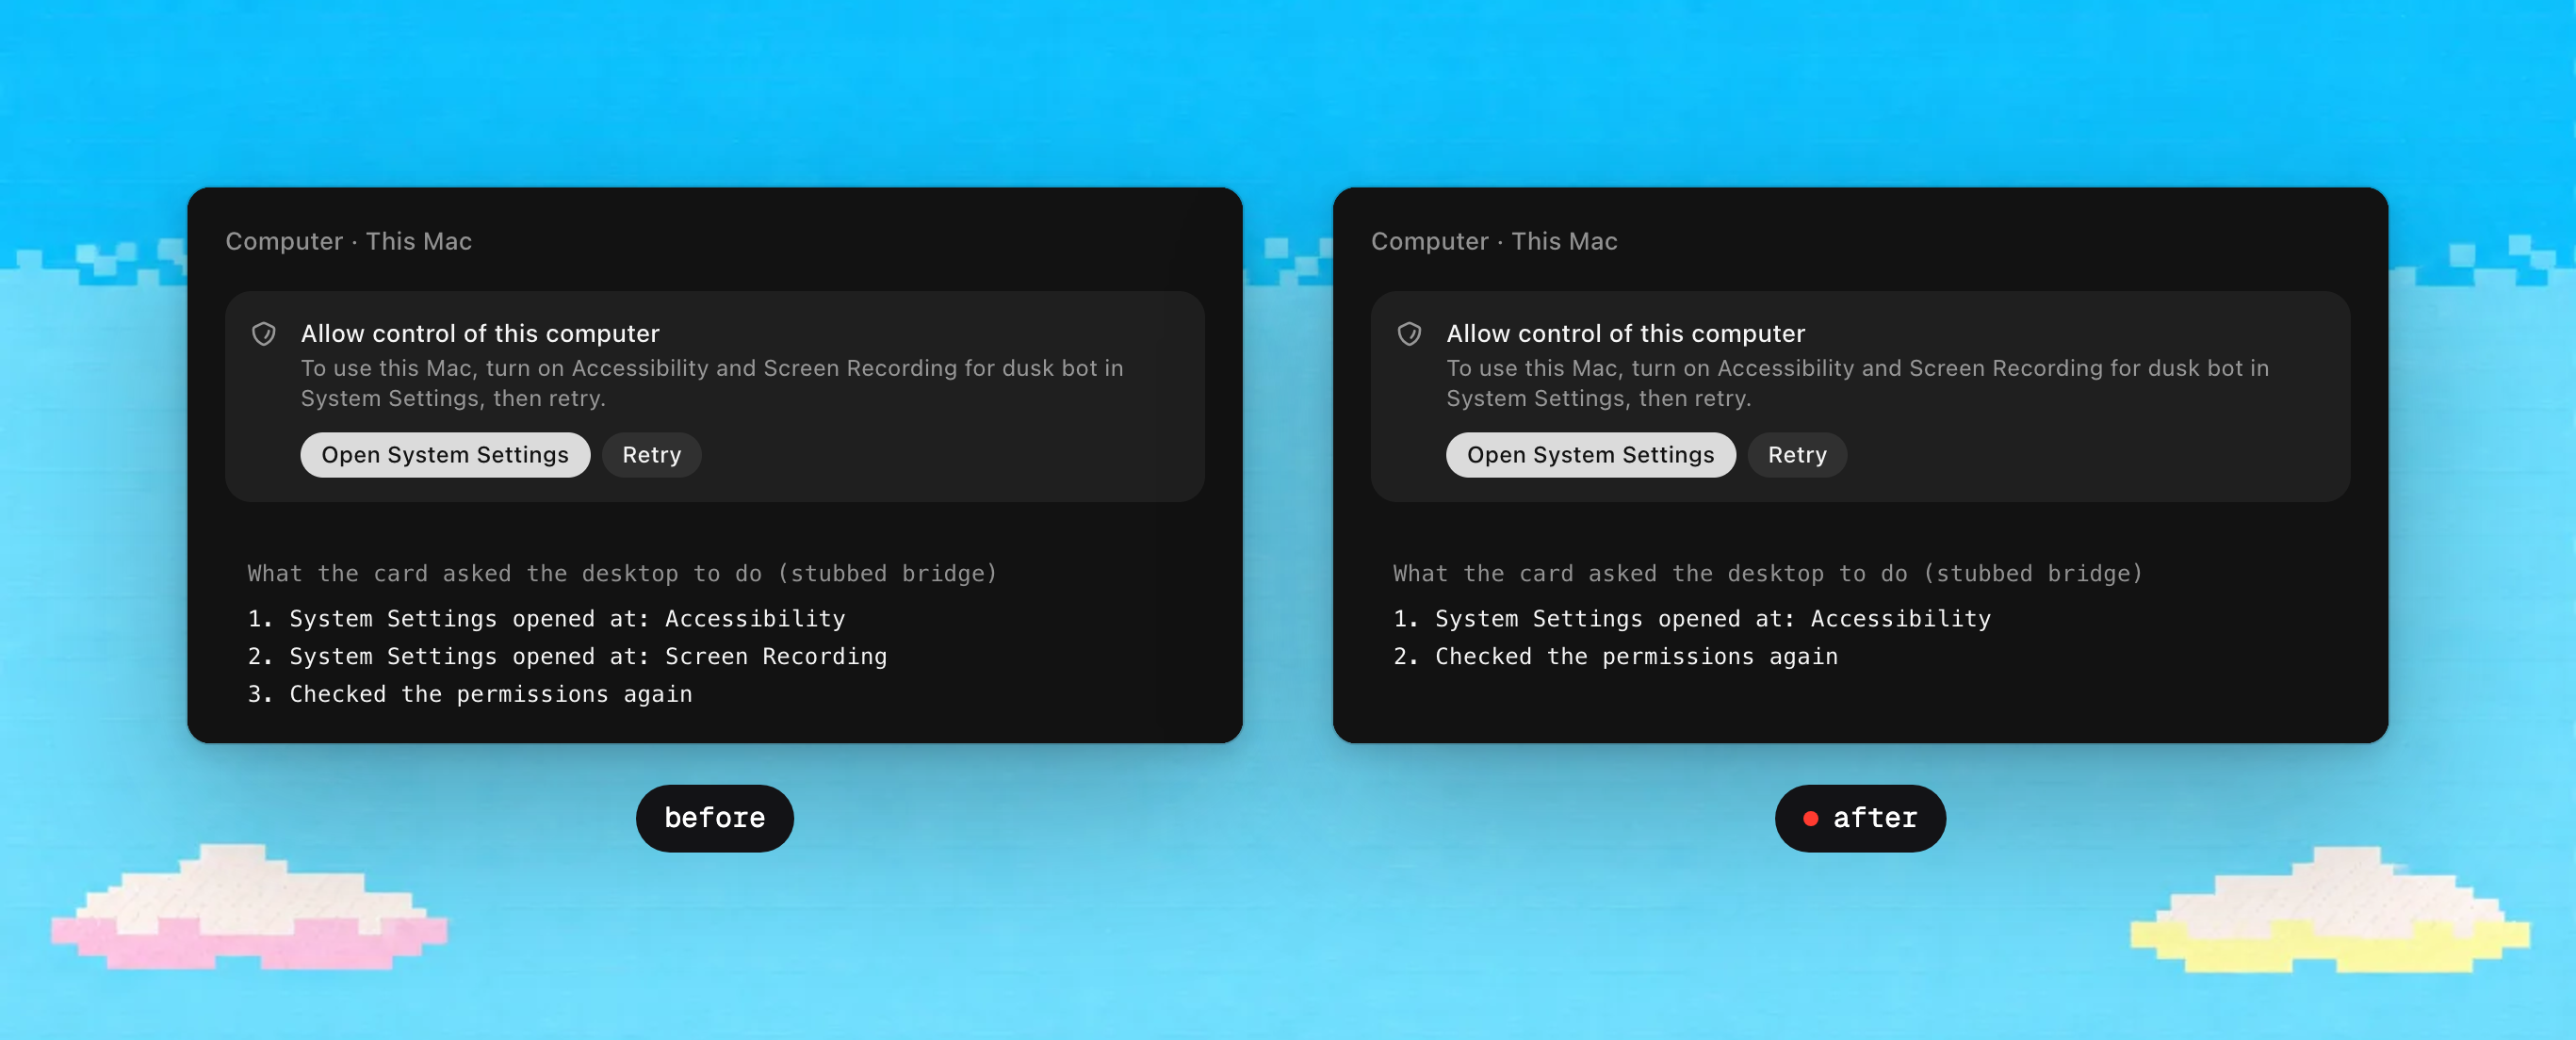 Computer · This Mac
Allow control of this computer
To use this Mac, turn on Accessibility and Screen Recording for dusk bot in
System Settings, then retry.
Open System Settings
Retry
What the card asked the desktop to do (stubbed bridge)
1. System Settings opened at: Accessibility
2. System Settings opened at: Screen Recording
3. Checked the permissions again
before
Computer · This Mac
Allow control of this computer
To use this Mac, turn on Accessibility and Screen Recording for dusk bot in
System Settings, then retry.
Open System Settings
Retry
What the card asked the desktop to do (stubbed bridge)
1. System Settings opened at: Accessibility
2. Checked the permissions again
after